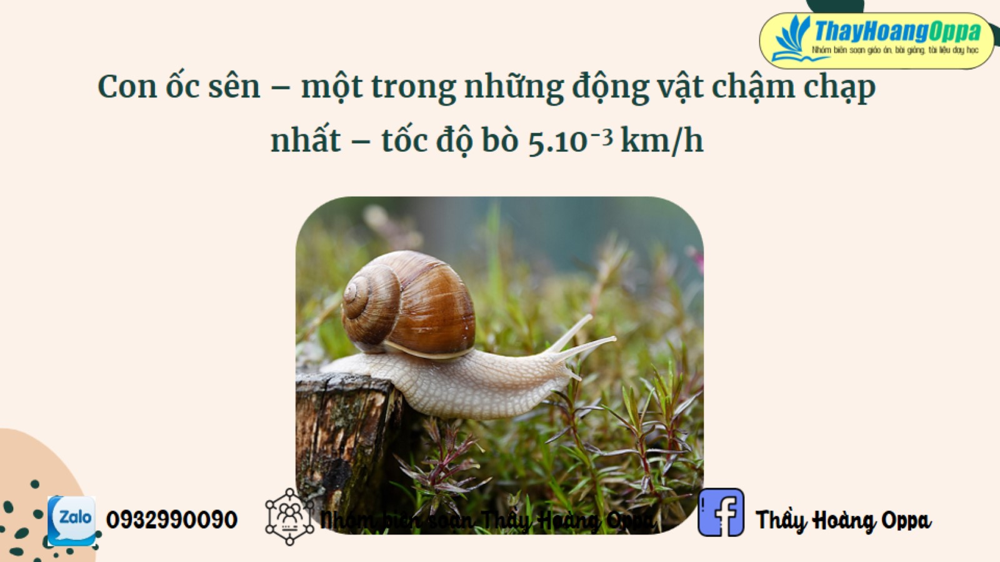 ThayHoangOppa
Nhóm biên soạn giáo án, bài giảng, tài liệu dạy học
Con ốc sên – một trong những động vật chậm chạp
nhất – tốc độ bò 5.10⁻³ km/h
Zalo
0932990090
Nhóm biên soạn Thầy Hoàng Oppa
Thầy Hoàng Oppa